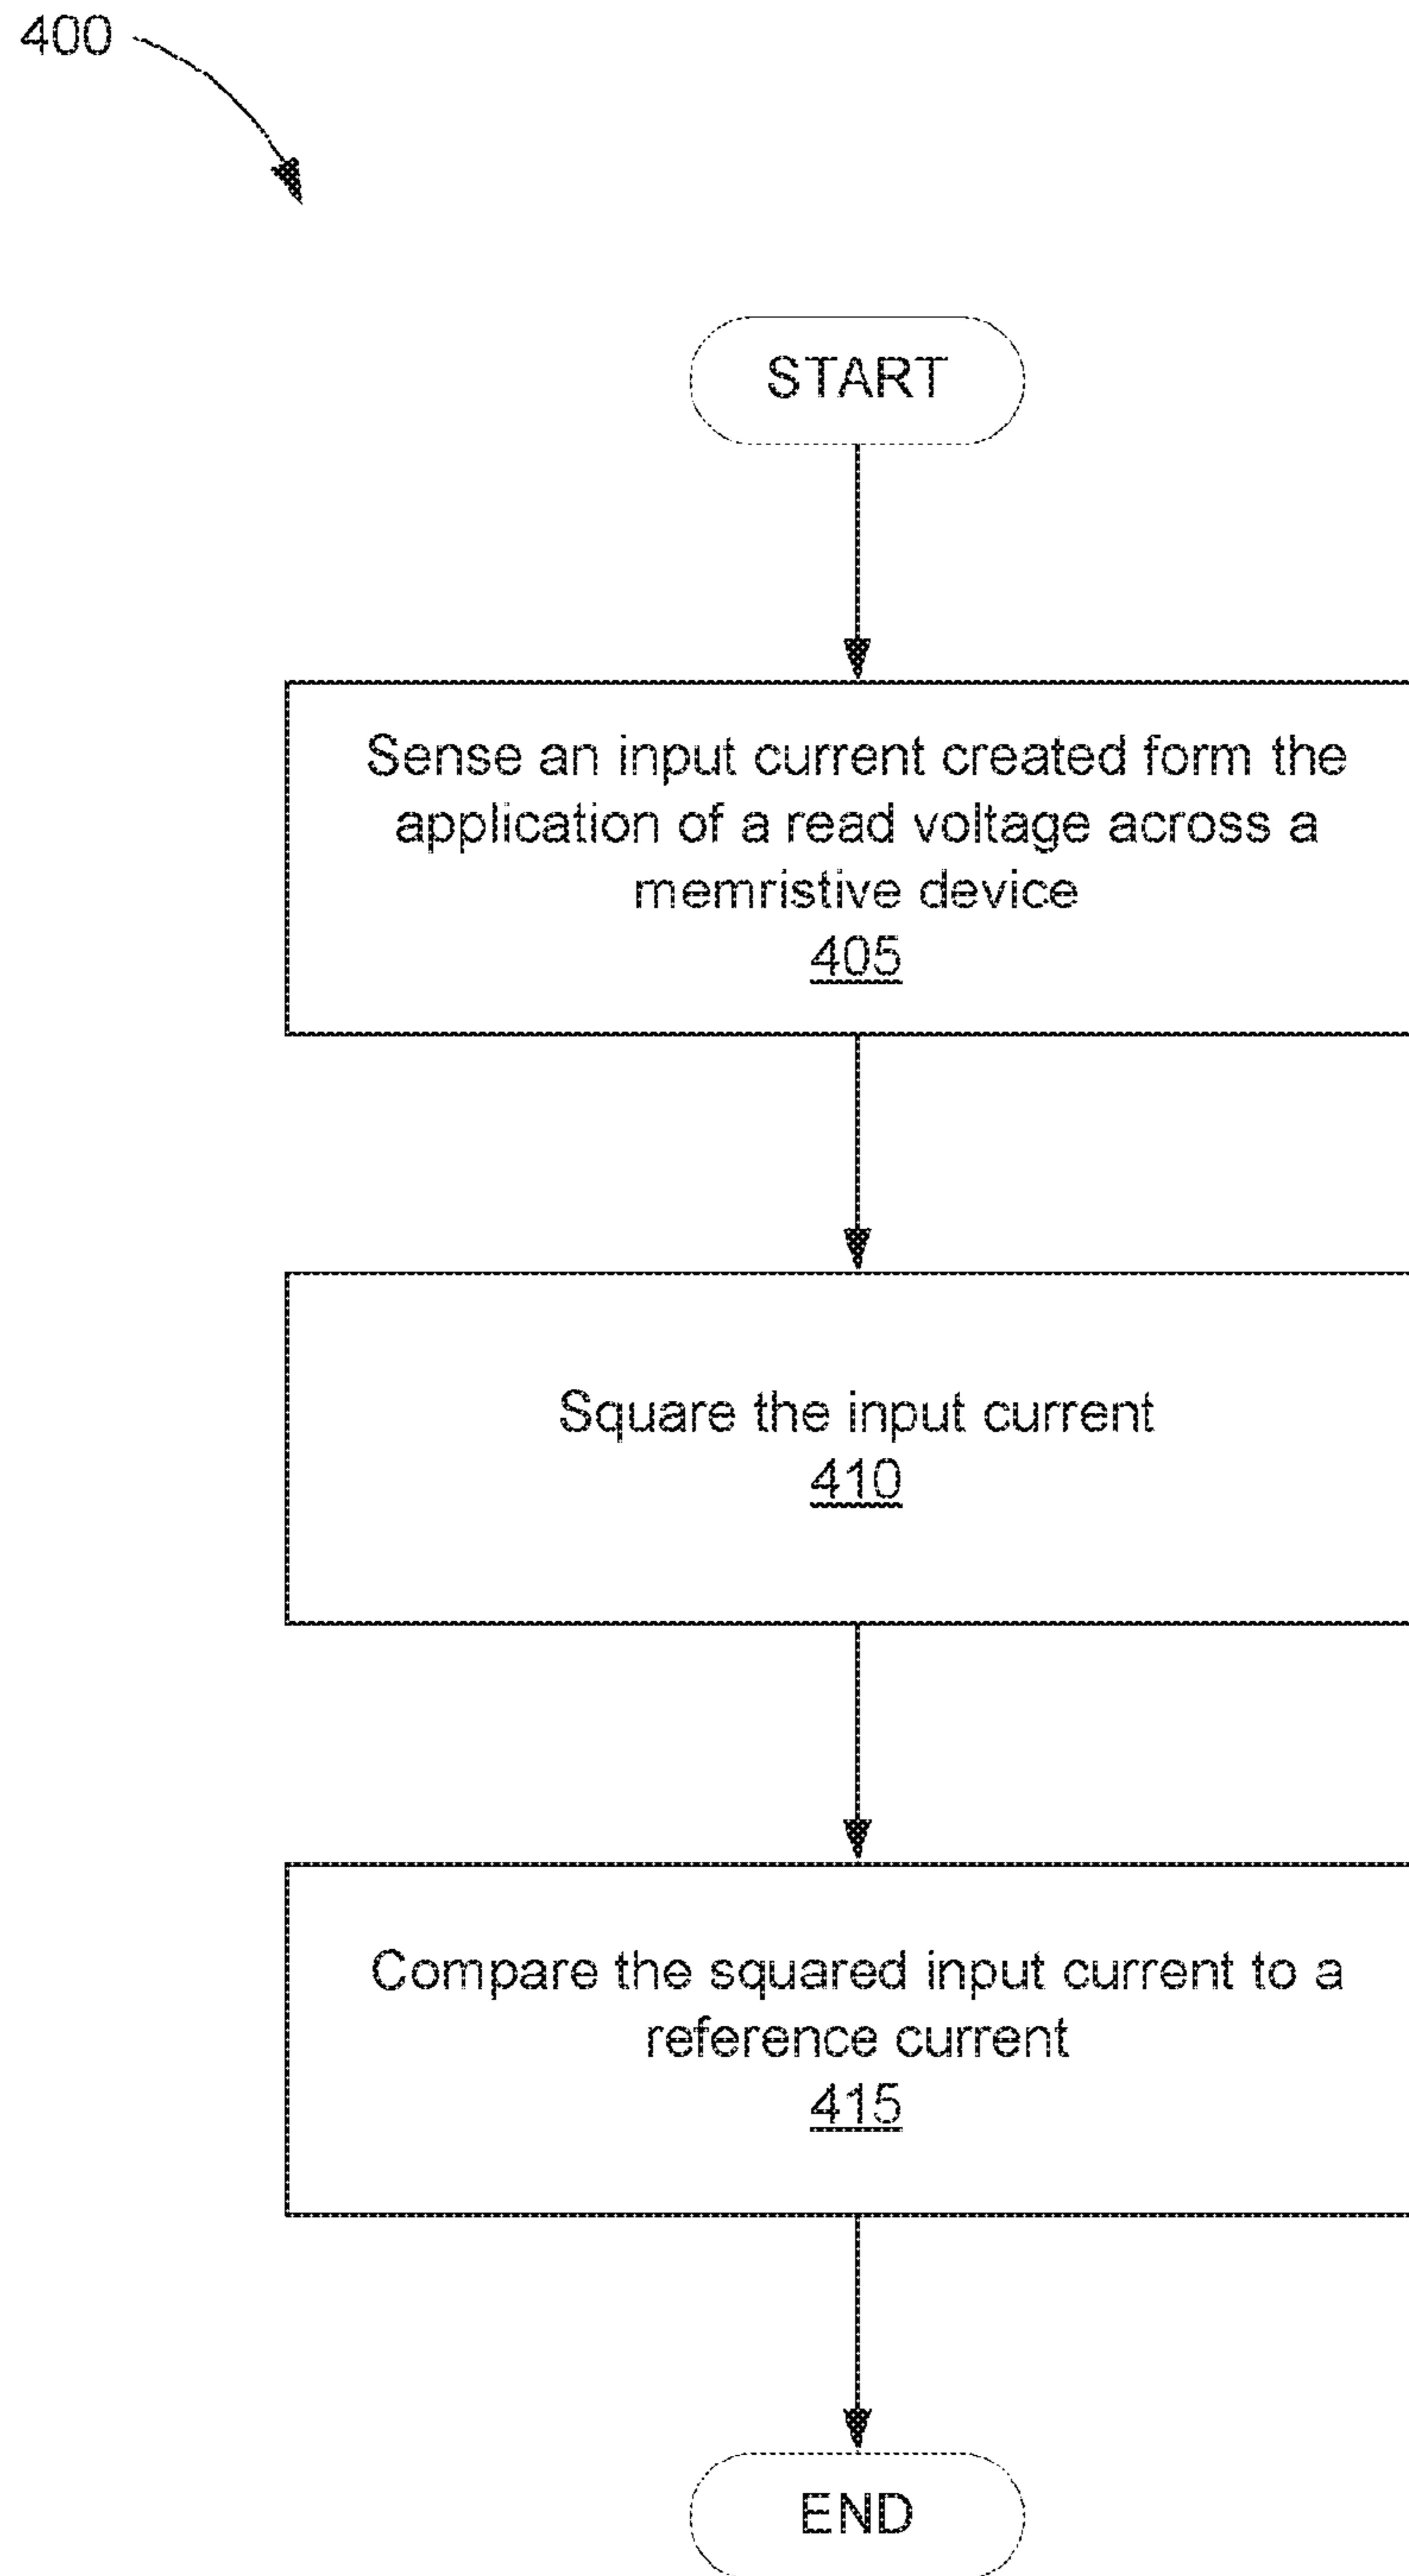 400
START
Sense an input current created form the
application of a read voltage across a
memristive device
405
Square the input current
410
Compare the squared input current to a
reference current
415
END